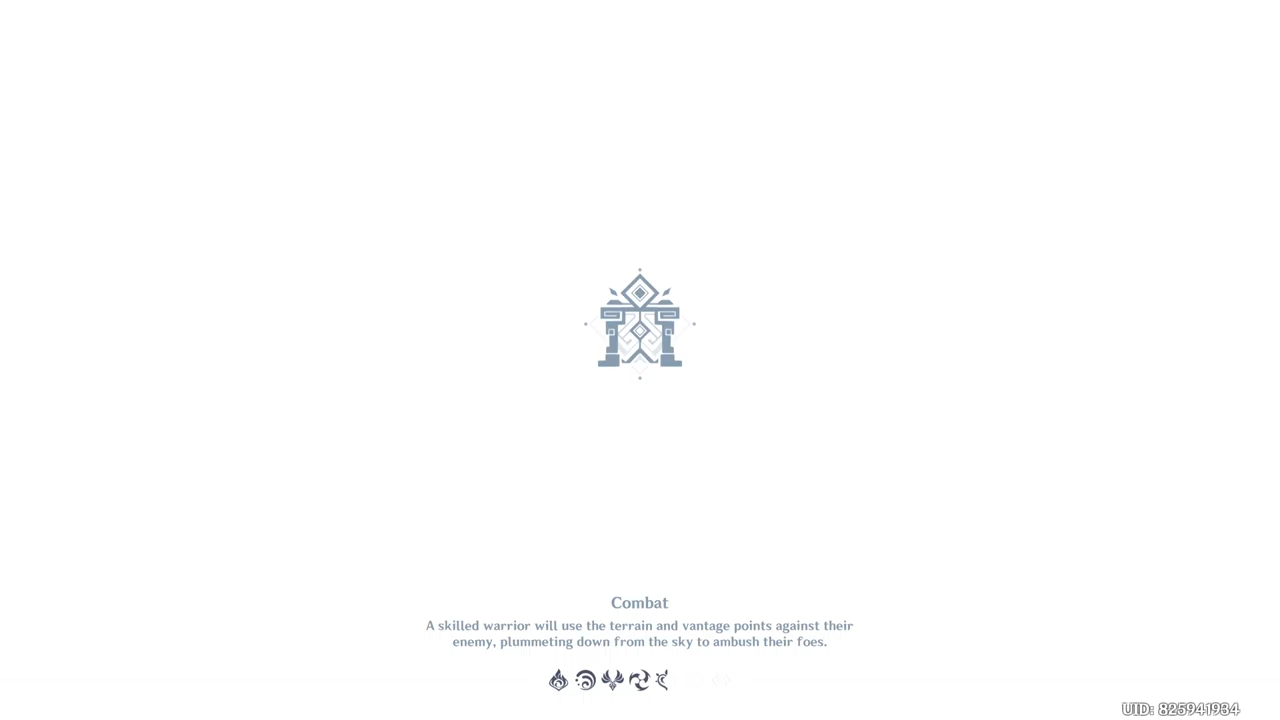 Combat
A skilled warrior will use the terrain and vantage points against their
enemy, plummeting down from the sky to ambush their foes.
UID: 825941934